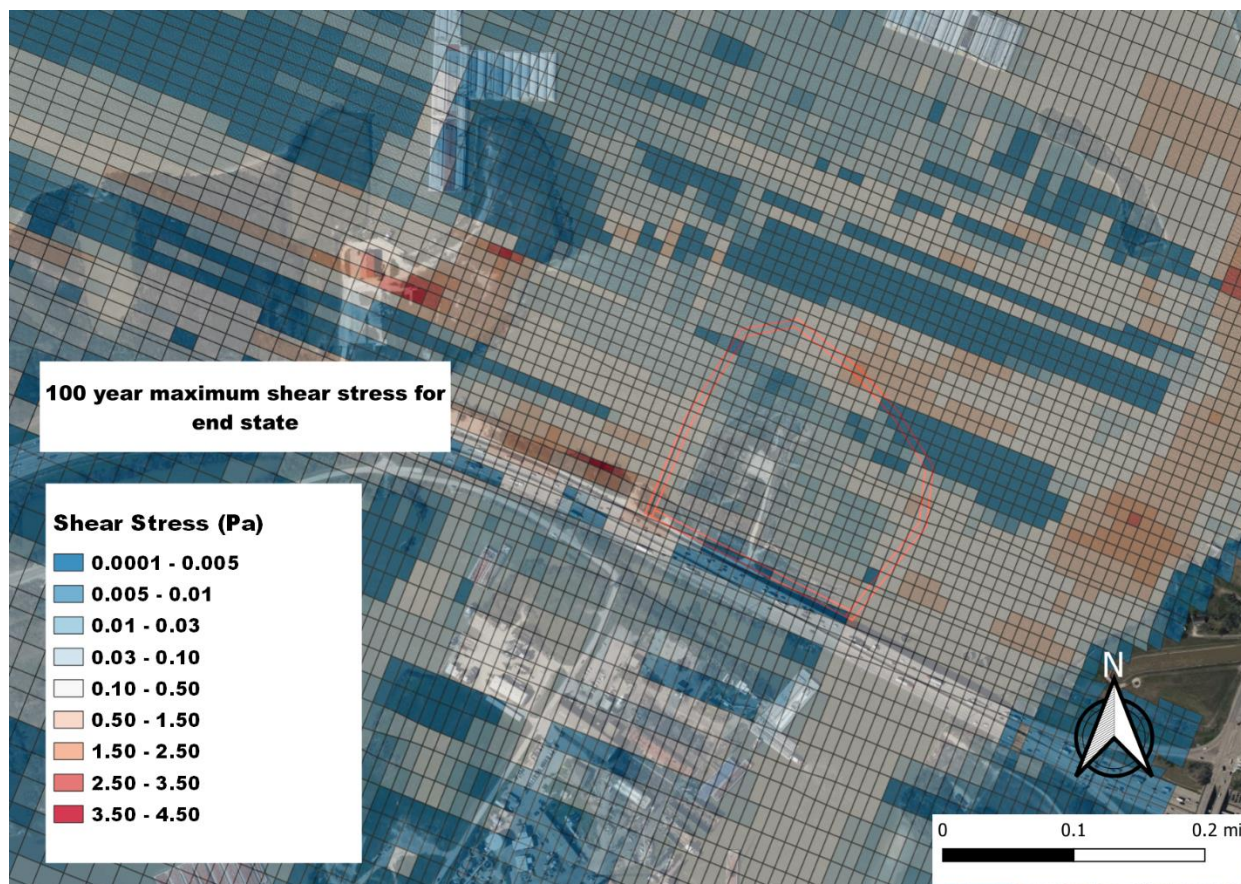 100 year maximum shear stress for
end state
Shear Stress (Pa)
0.0001 - 0.005
0.005 - 0.01
0.01 - 0.03
0.03 - 0.10
0.10 - 0.50
0.50 - 1.50
1.50 - 2.50
2.50 - 3.50
3.50 - 4.50
N
0 0.1 0.2 mi